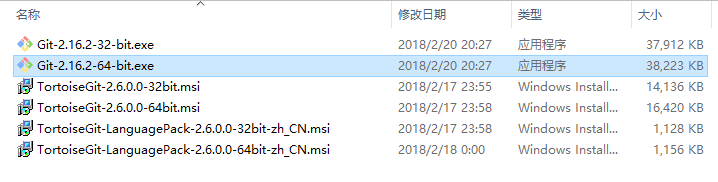 名称 修改日期 类型 大小
Git-2.16.2-32-bit.exe 2018/2/20 20:27 应用程序 37,912 KB
Git-2.16.2-64-bit.exe 2018/2/20 20:27 应用程序 38,223 KB
TortoiseGit-2.6.0.0-32bit.msi 2018/2/17 23:55 Windows Install... 14,136 KB
TortoiseGit-2.6.0.0-64bit.msi 2018/2/17 23:58 Windows Install... 16,420 KB
TortoiseGit-LanguagePack-2.6.0.0-32bit-zh_CN.msi 2018/2/17 23:58 Windows Install... 1,128 KB
TortoiseGit-LanguagePack-2.6.0.0-64bit-zh_CN.msi 2018/2/18 0:00 Windows Install... 1,156 KB